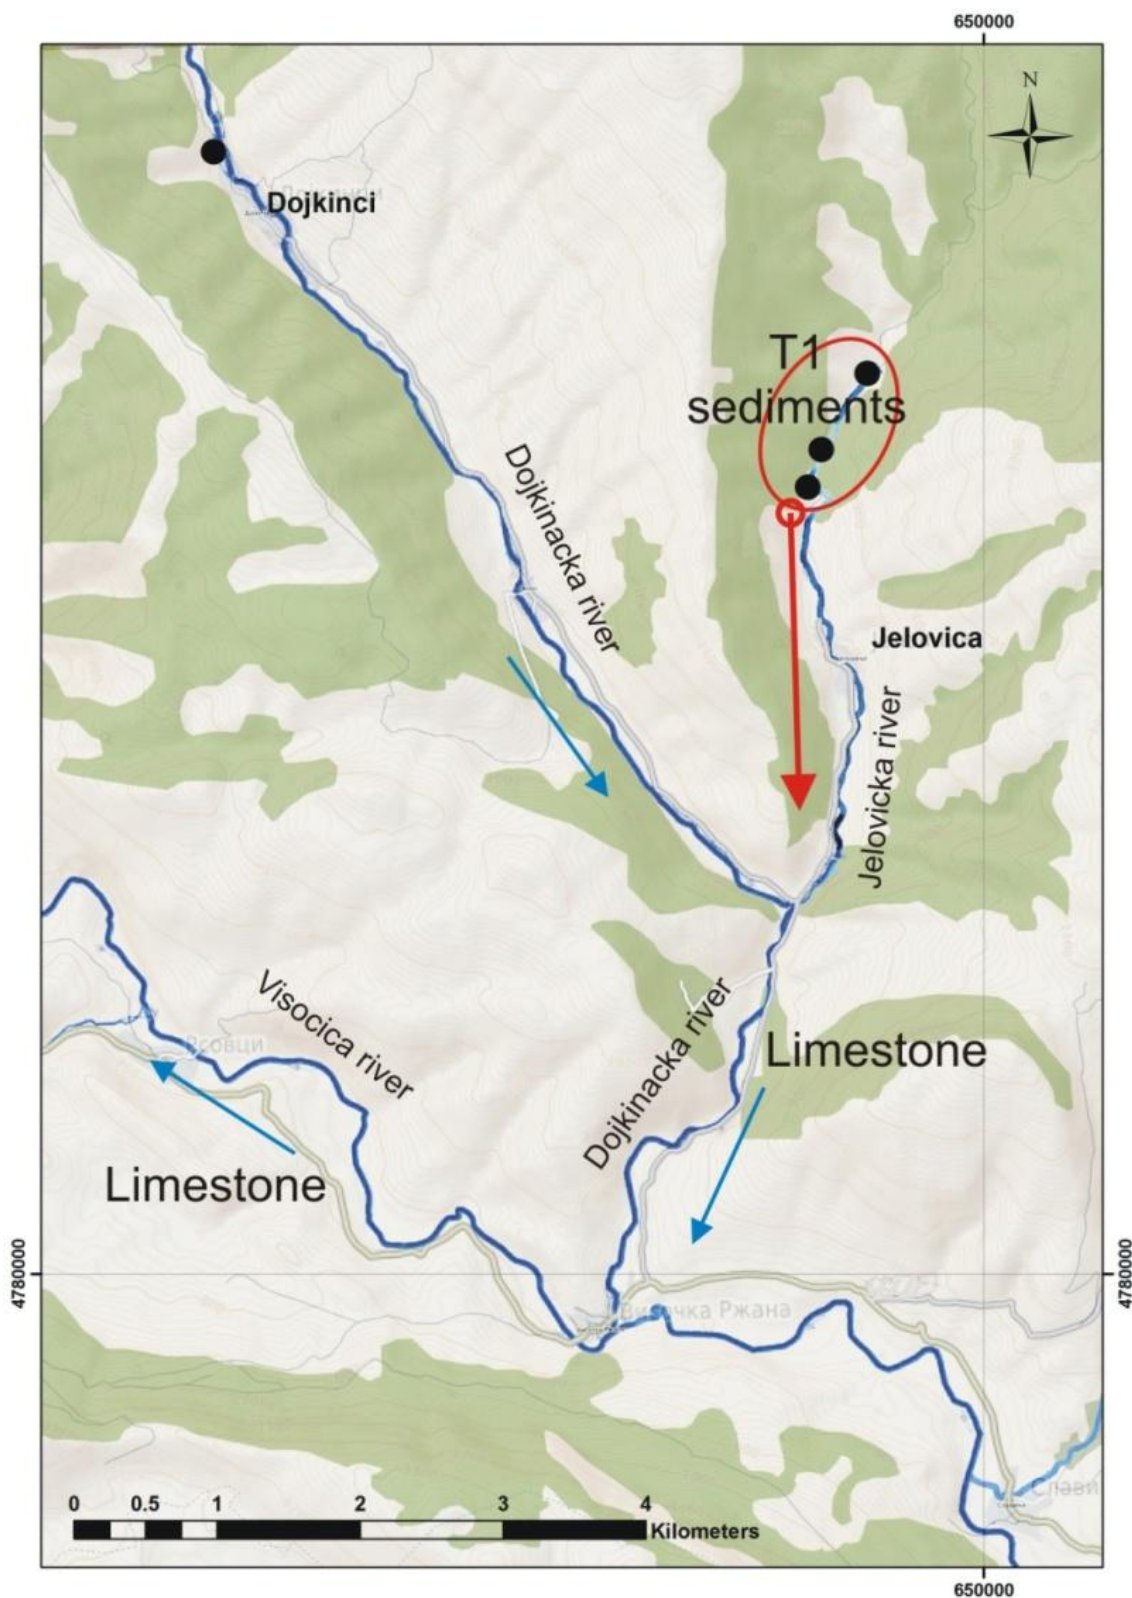 650000
N
Dojkinci
T1
sediments
Dojkinacka river
Jelovica
Jelovicka river
Visocica river
Dojkinacka river
Limestone
Limestone
4780000
4780000
Височка Ржана
0 0.5 1 2 3 4
Kilometers
650000